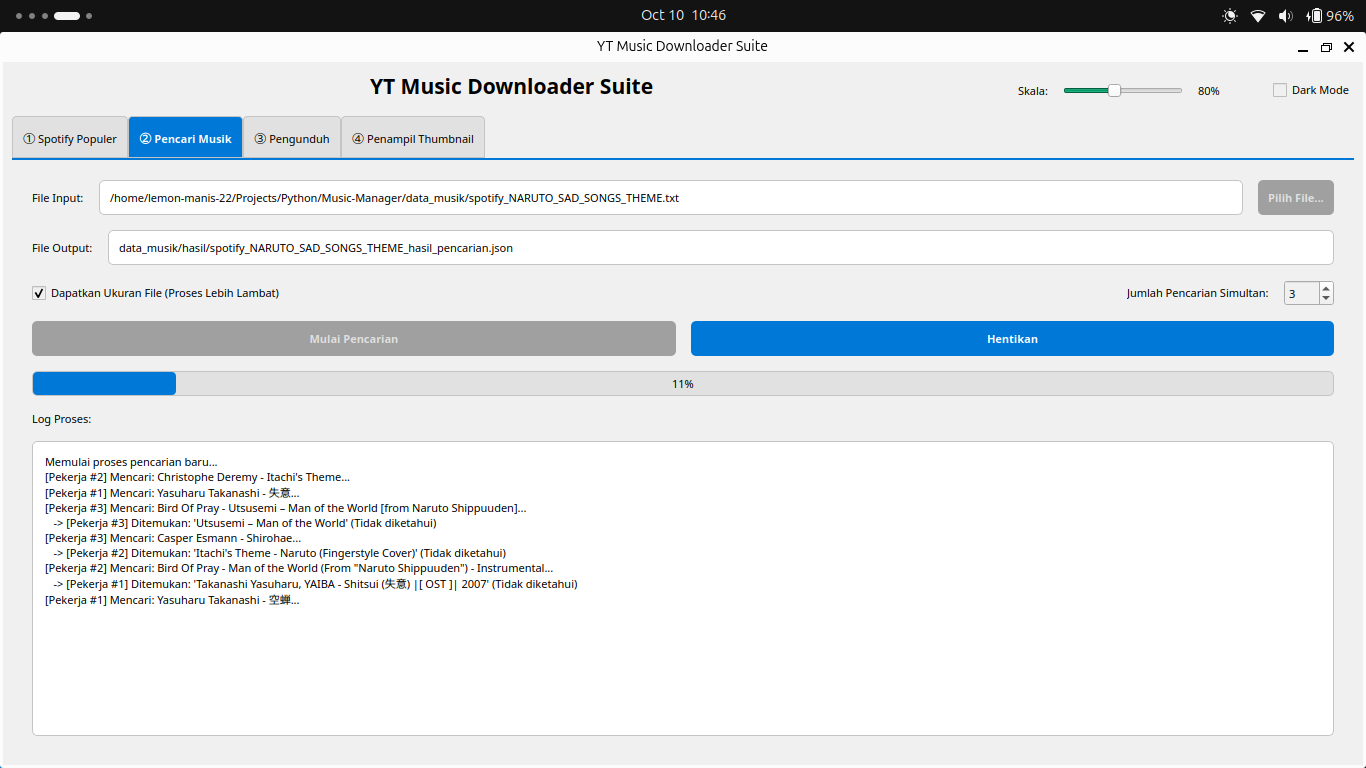 Oct 10 10:46
96%
YT Music Downloader Suite
YT Music Downloader Suite
Skala:
80%
Dark Mode
① Spotify Populer
② Pencari Musik
③ Pengunduh
④ Penampil Thumbnail
File Input:
/home/lemon-manis-22/Projects/Python/Music-Manager/data_musik/spotify_NARUTO_SAD_SONGS_THEME.txt
Pilih File...
File Output:
data_musik/hasil/spotify_NARUTO_SAD_SONGS_THEME_hasil_pencarian.json
Dapatkan Ukuran File (Proses Lebih Lambat)
Jumlah Pencarian Simultan:
3
Mulai Pencarian
Hentikan
11%
Log Proses:
Memulai proses pencarian baru...
[Pekerja #2] Mencari: Christophe Deremy - Itachi's Theme...
[Pekerja #1] Mencari: Yasuharu Takanashi - 失意...
[Pekerja #3] Mencari: Bird Of Pray - Utsusemi – Man of the World [from Naruto Shippuuden]...
-> [Pekerja #3] Ditemukan: 'Utsusemi – Man of the World' (Tidak diketahui)
[Pekerja #3] Mencari: Casper Esmann - Shirohae...
-> [Pekerja #2] Ditemukan: 'Itachi's Theme - Naruto (Fingerstyle Cover)' (Tidak diketahui)
[Pekerja #2] Mencari: Bird Of Pray - Man of the World (From "Naruto Shippuuden") - Instrumental...
-> [Pekerja #1] Ditemukan: 'Takanashi Yasuharu, YAIBA - Shitsui (失意) |[ OST ]| 2007' (Tidak diketahui)
[Pekerja #1] Mencari: Yasuharu Takanashi - 空蝉...